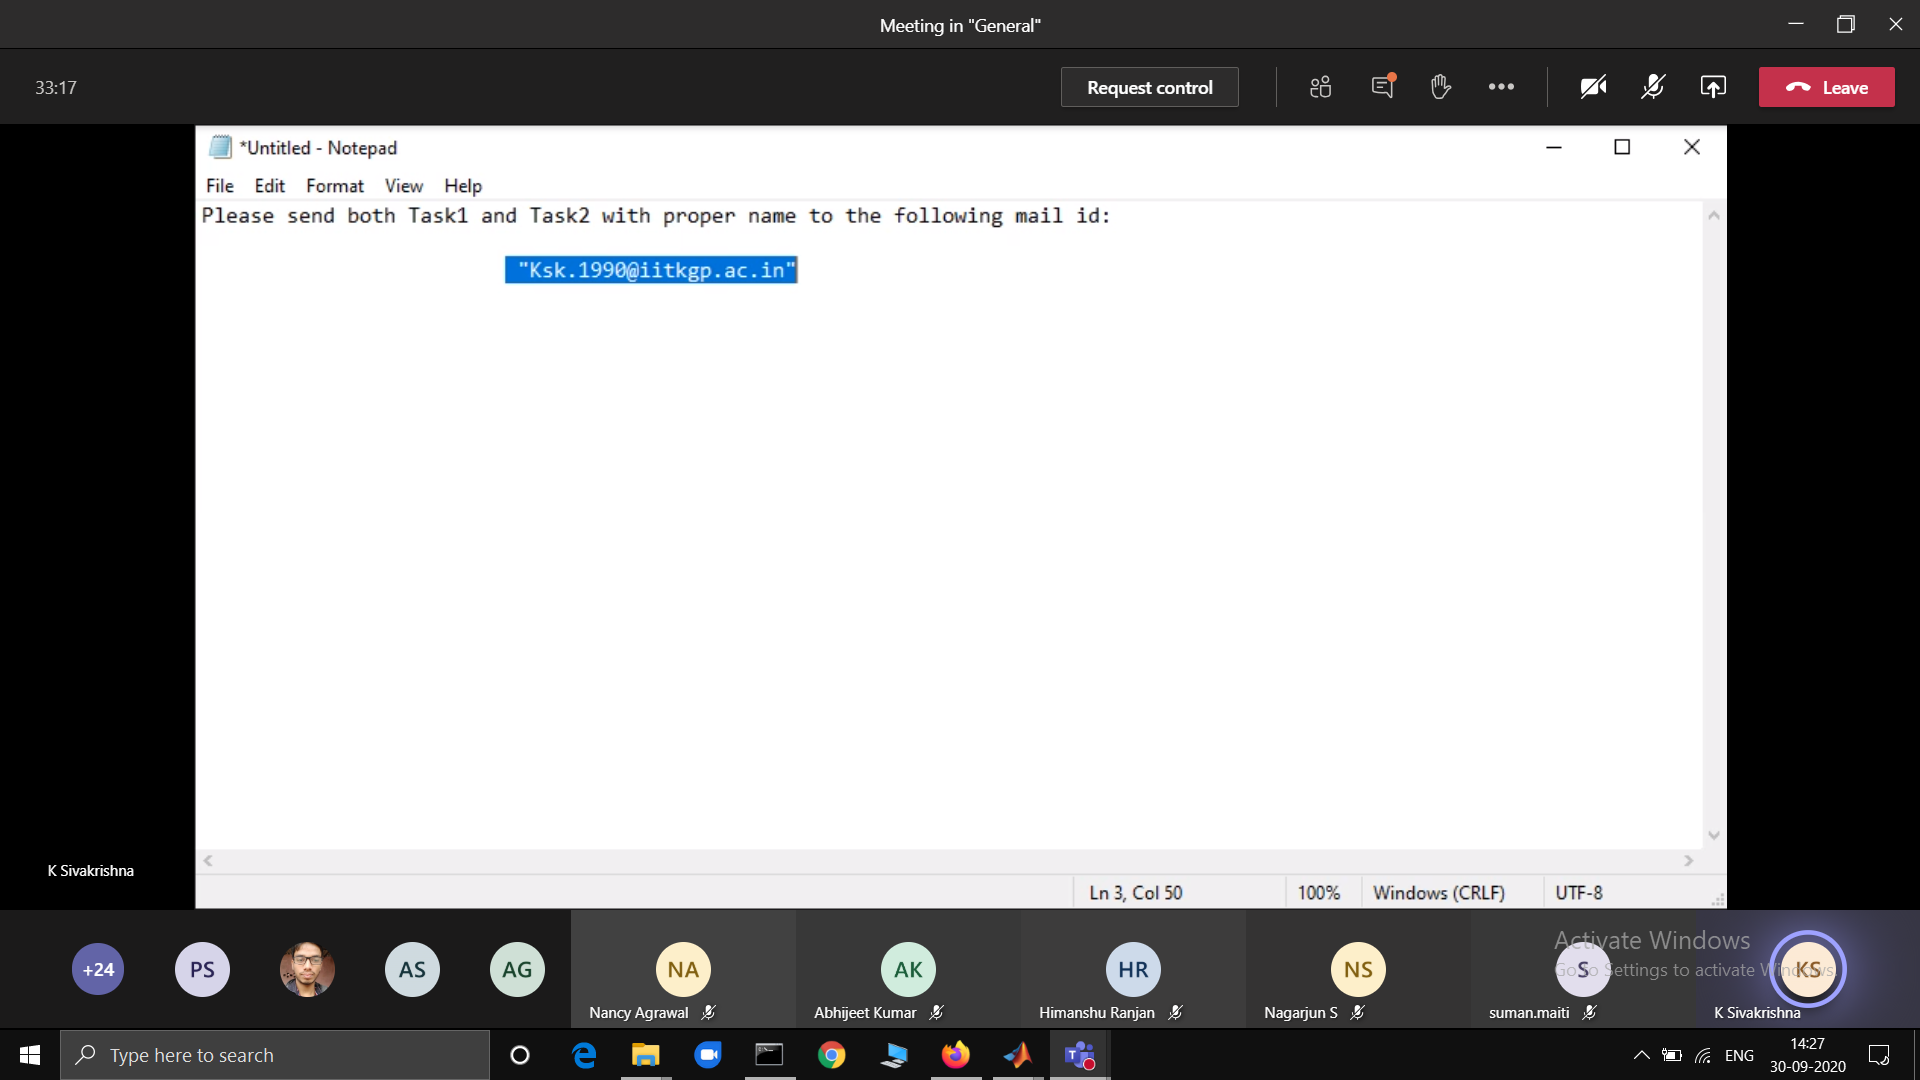 Meeting in "General"
33:17
Request control
Leave
*Untitled - Notepad
File Edit Format View Help
Please send both Task1 and Task2 with proper name to the following mail id:
"Ksk.1990@iitkgp.ac.in"
K Sivakrishna
Ln 3, Col 50
100%
Windows (CRLF)
UTF-8
Activate Windows
Go to Settings to activate Windows.
+24
PS
AS
AG
NA
AK
HR
NS
S
KS
Nancy Agrawal
Abhijeet Kumar
Himanshu Ranjan
Nagarjun S
suman.maiti
K Sivakrishna
Type here to search
ENG
14:27
30-09-2020